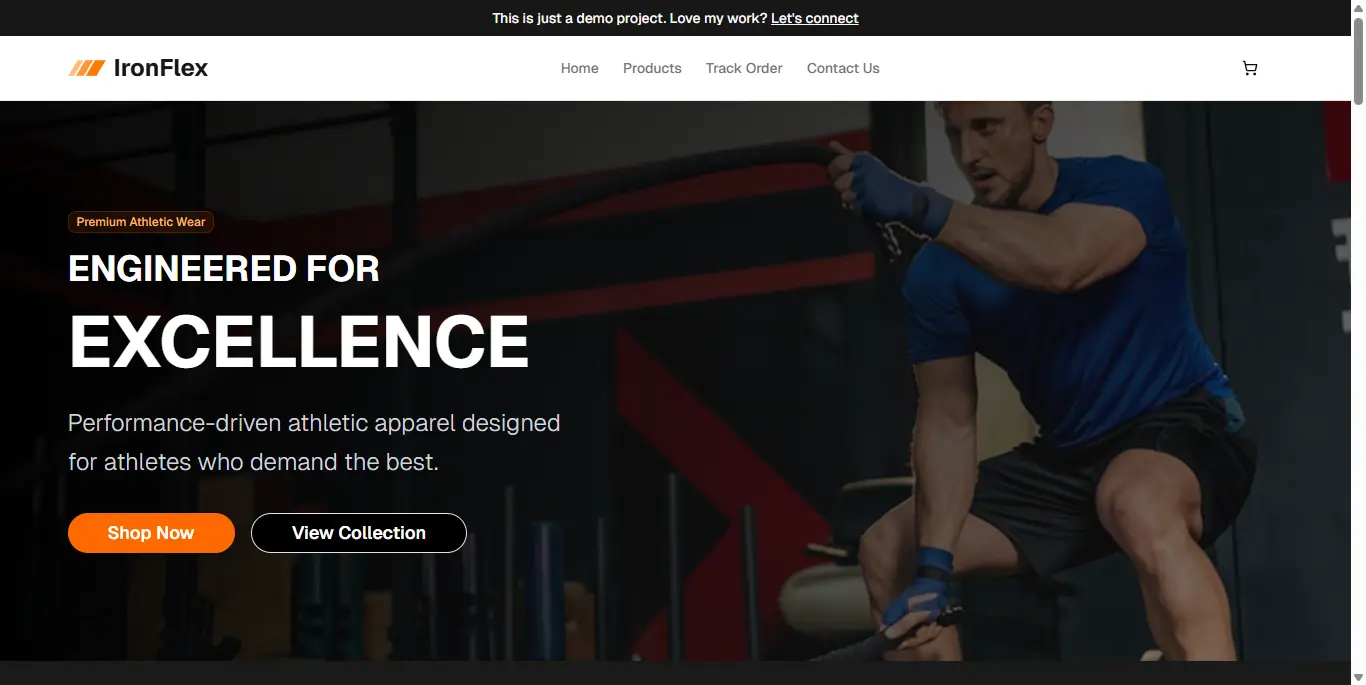 This is just a demo project. Love my work? Let's connect
IronFlex
Home
Products
Track Order
Contact Us
Premium Athletic Wear
ENGINEERED FOR
EXCELLENCE
Performance-driven athletic apparel designed
for athletes who demand the best.
Shop Now
View Collection